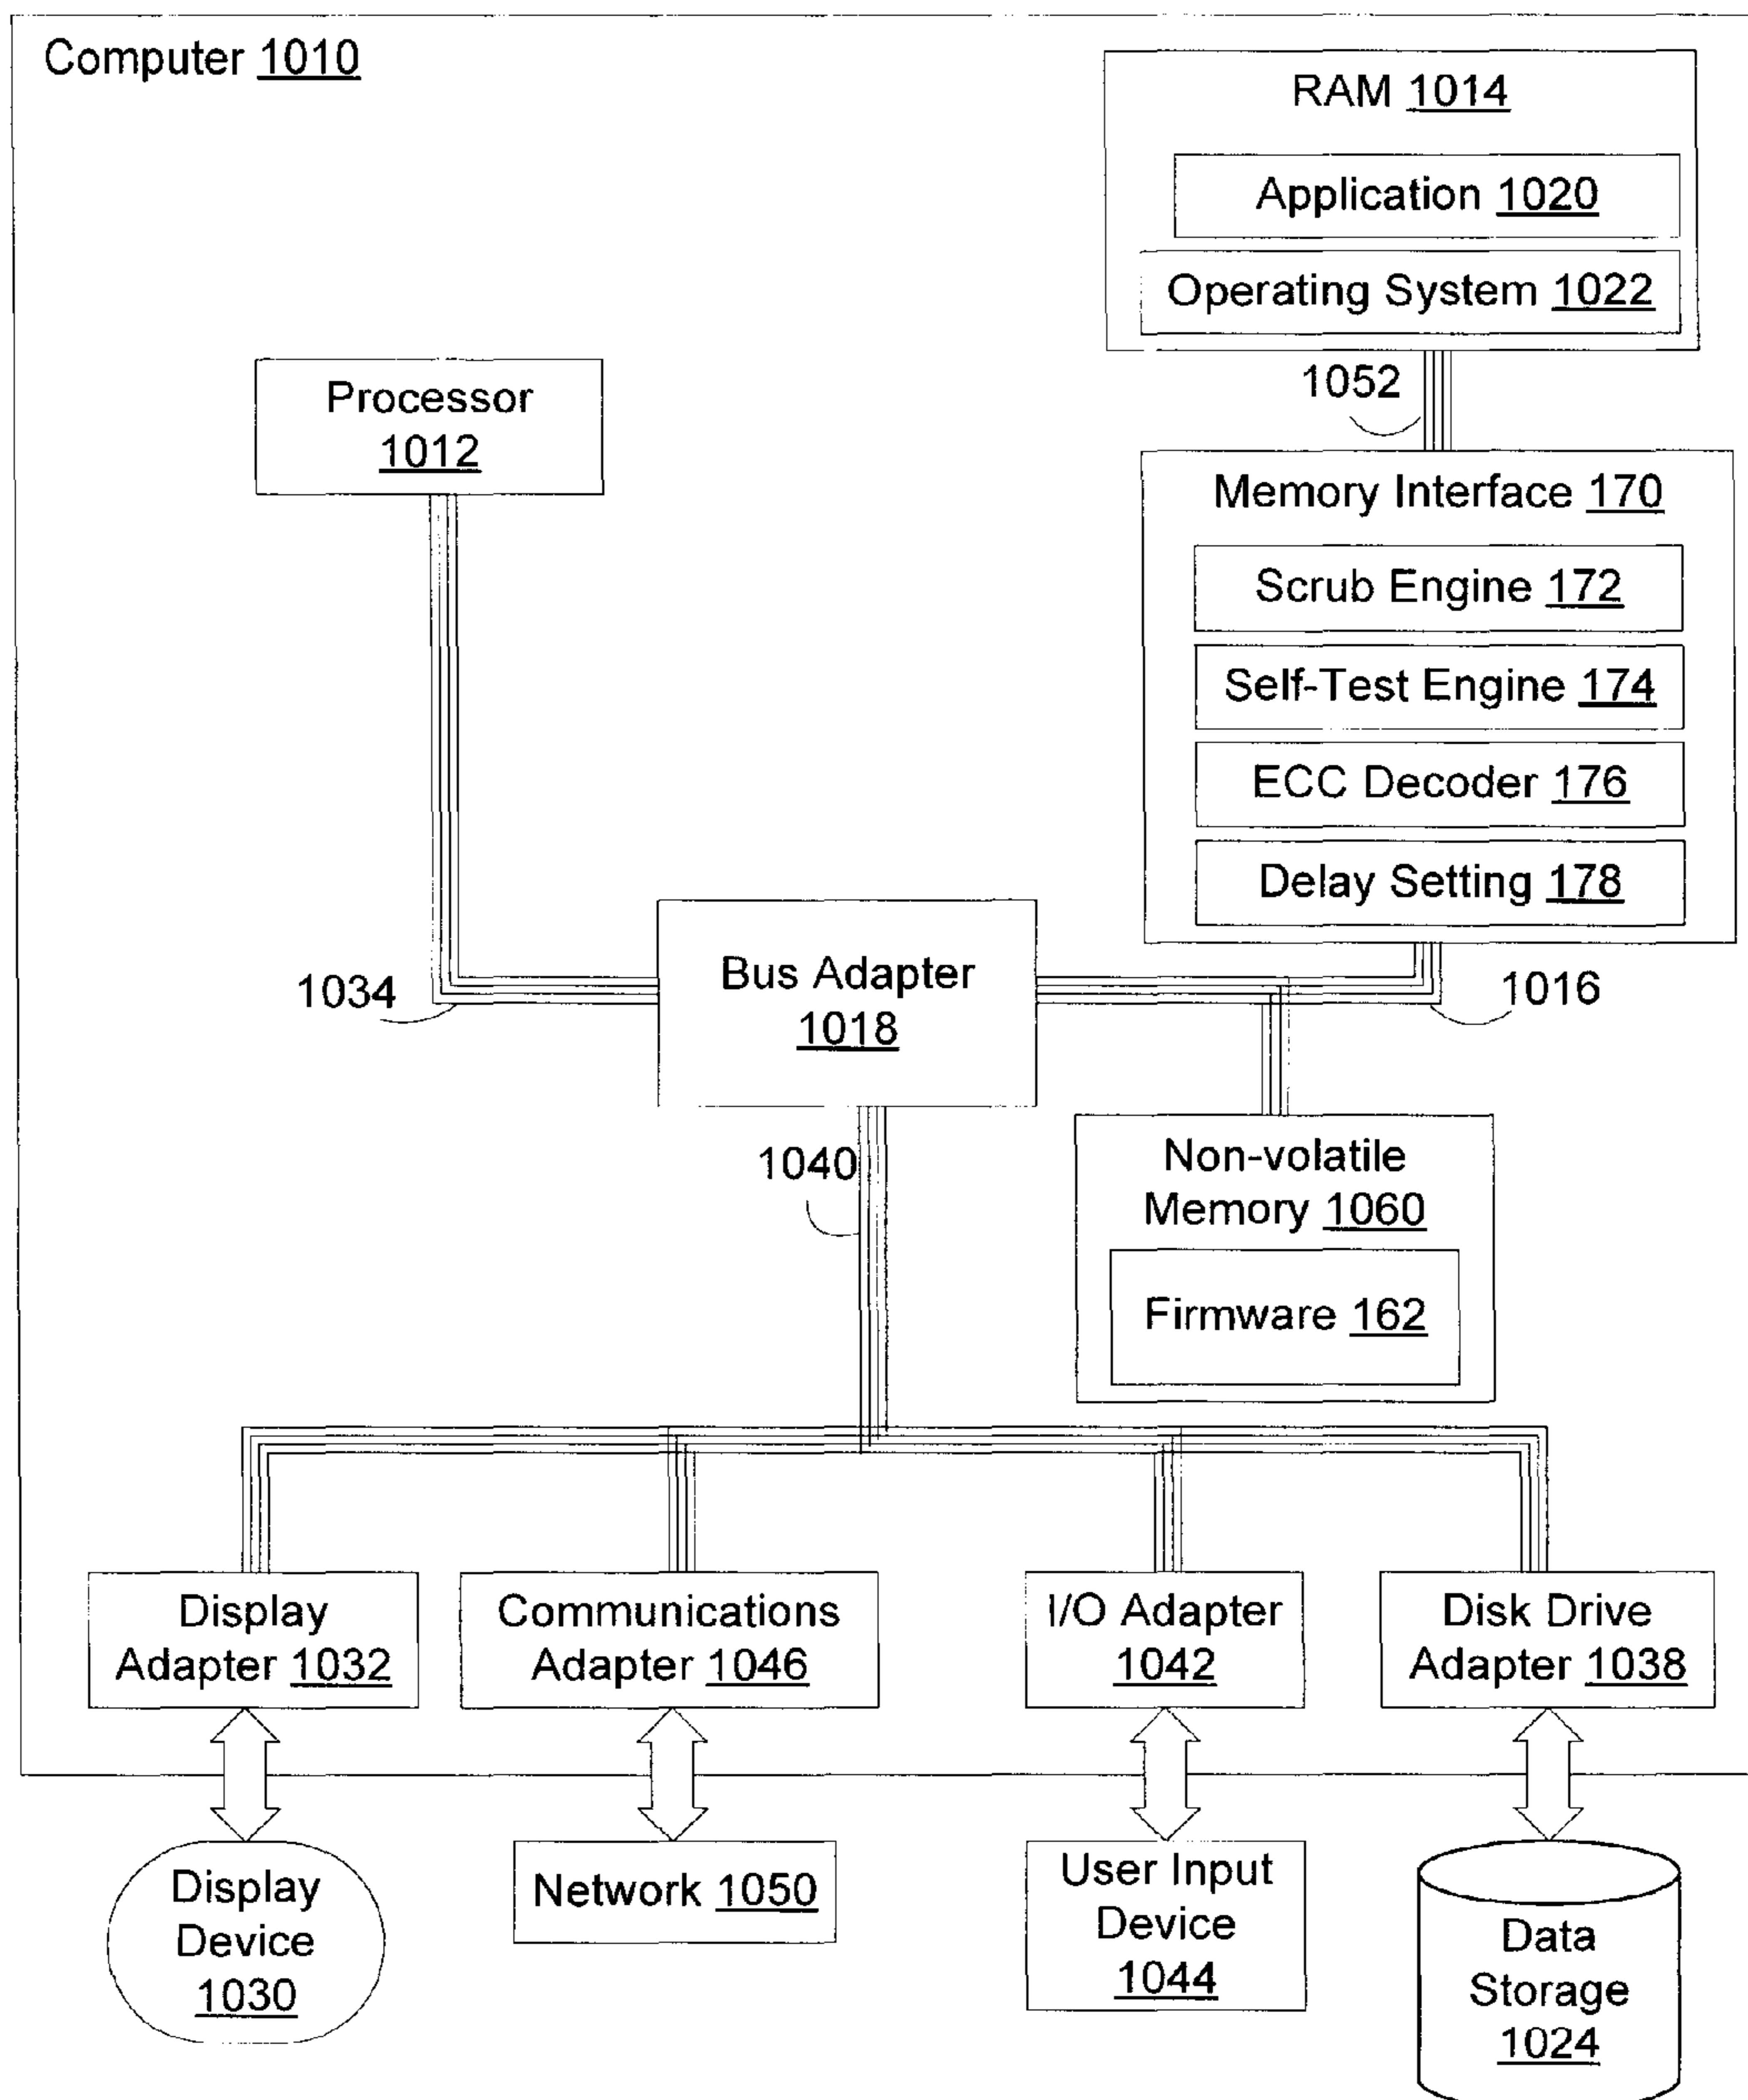 Computer 1010
RAM 1014
Application 1020
Operating System 1022
1052
Processor
1012
Memory Interface 170
Scrub Engine 172
Self-Test Engine 174
ECC Decoder 176
Delay Setting 178
Bus Adapter
1018
1034
1016
1040
Non-volatile
Memory 1060
Firmware 162
Display
Adapter 1032
Communications
Adapter 1046
I/O Adapter
1042
Disk Drive
Adapter 1038
Display
Device
1030
Network 1050
User Input
Device
1044
Data
Storage
1024